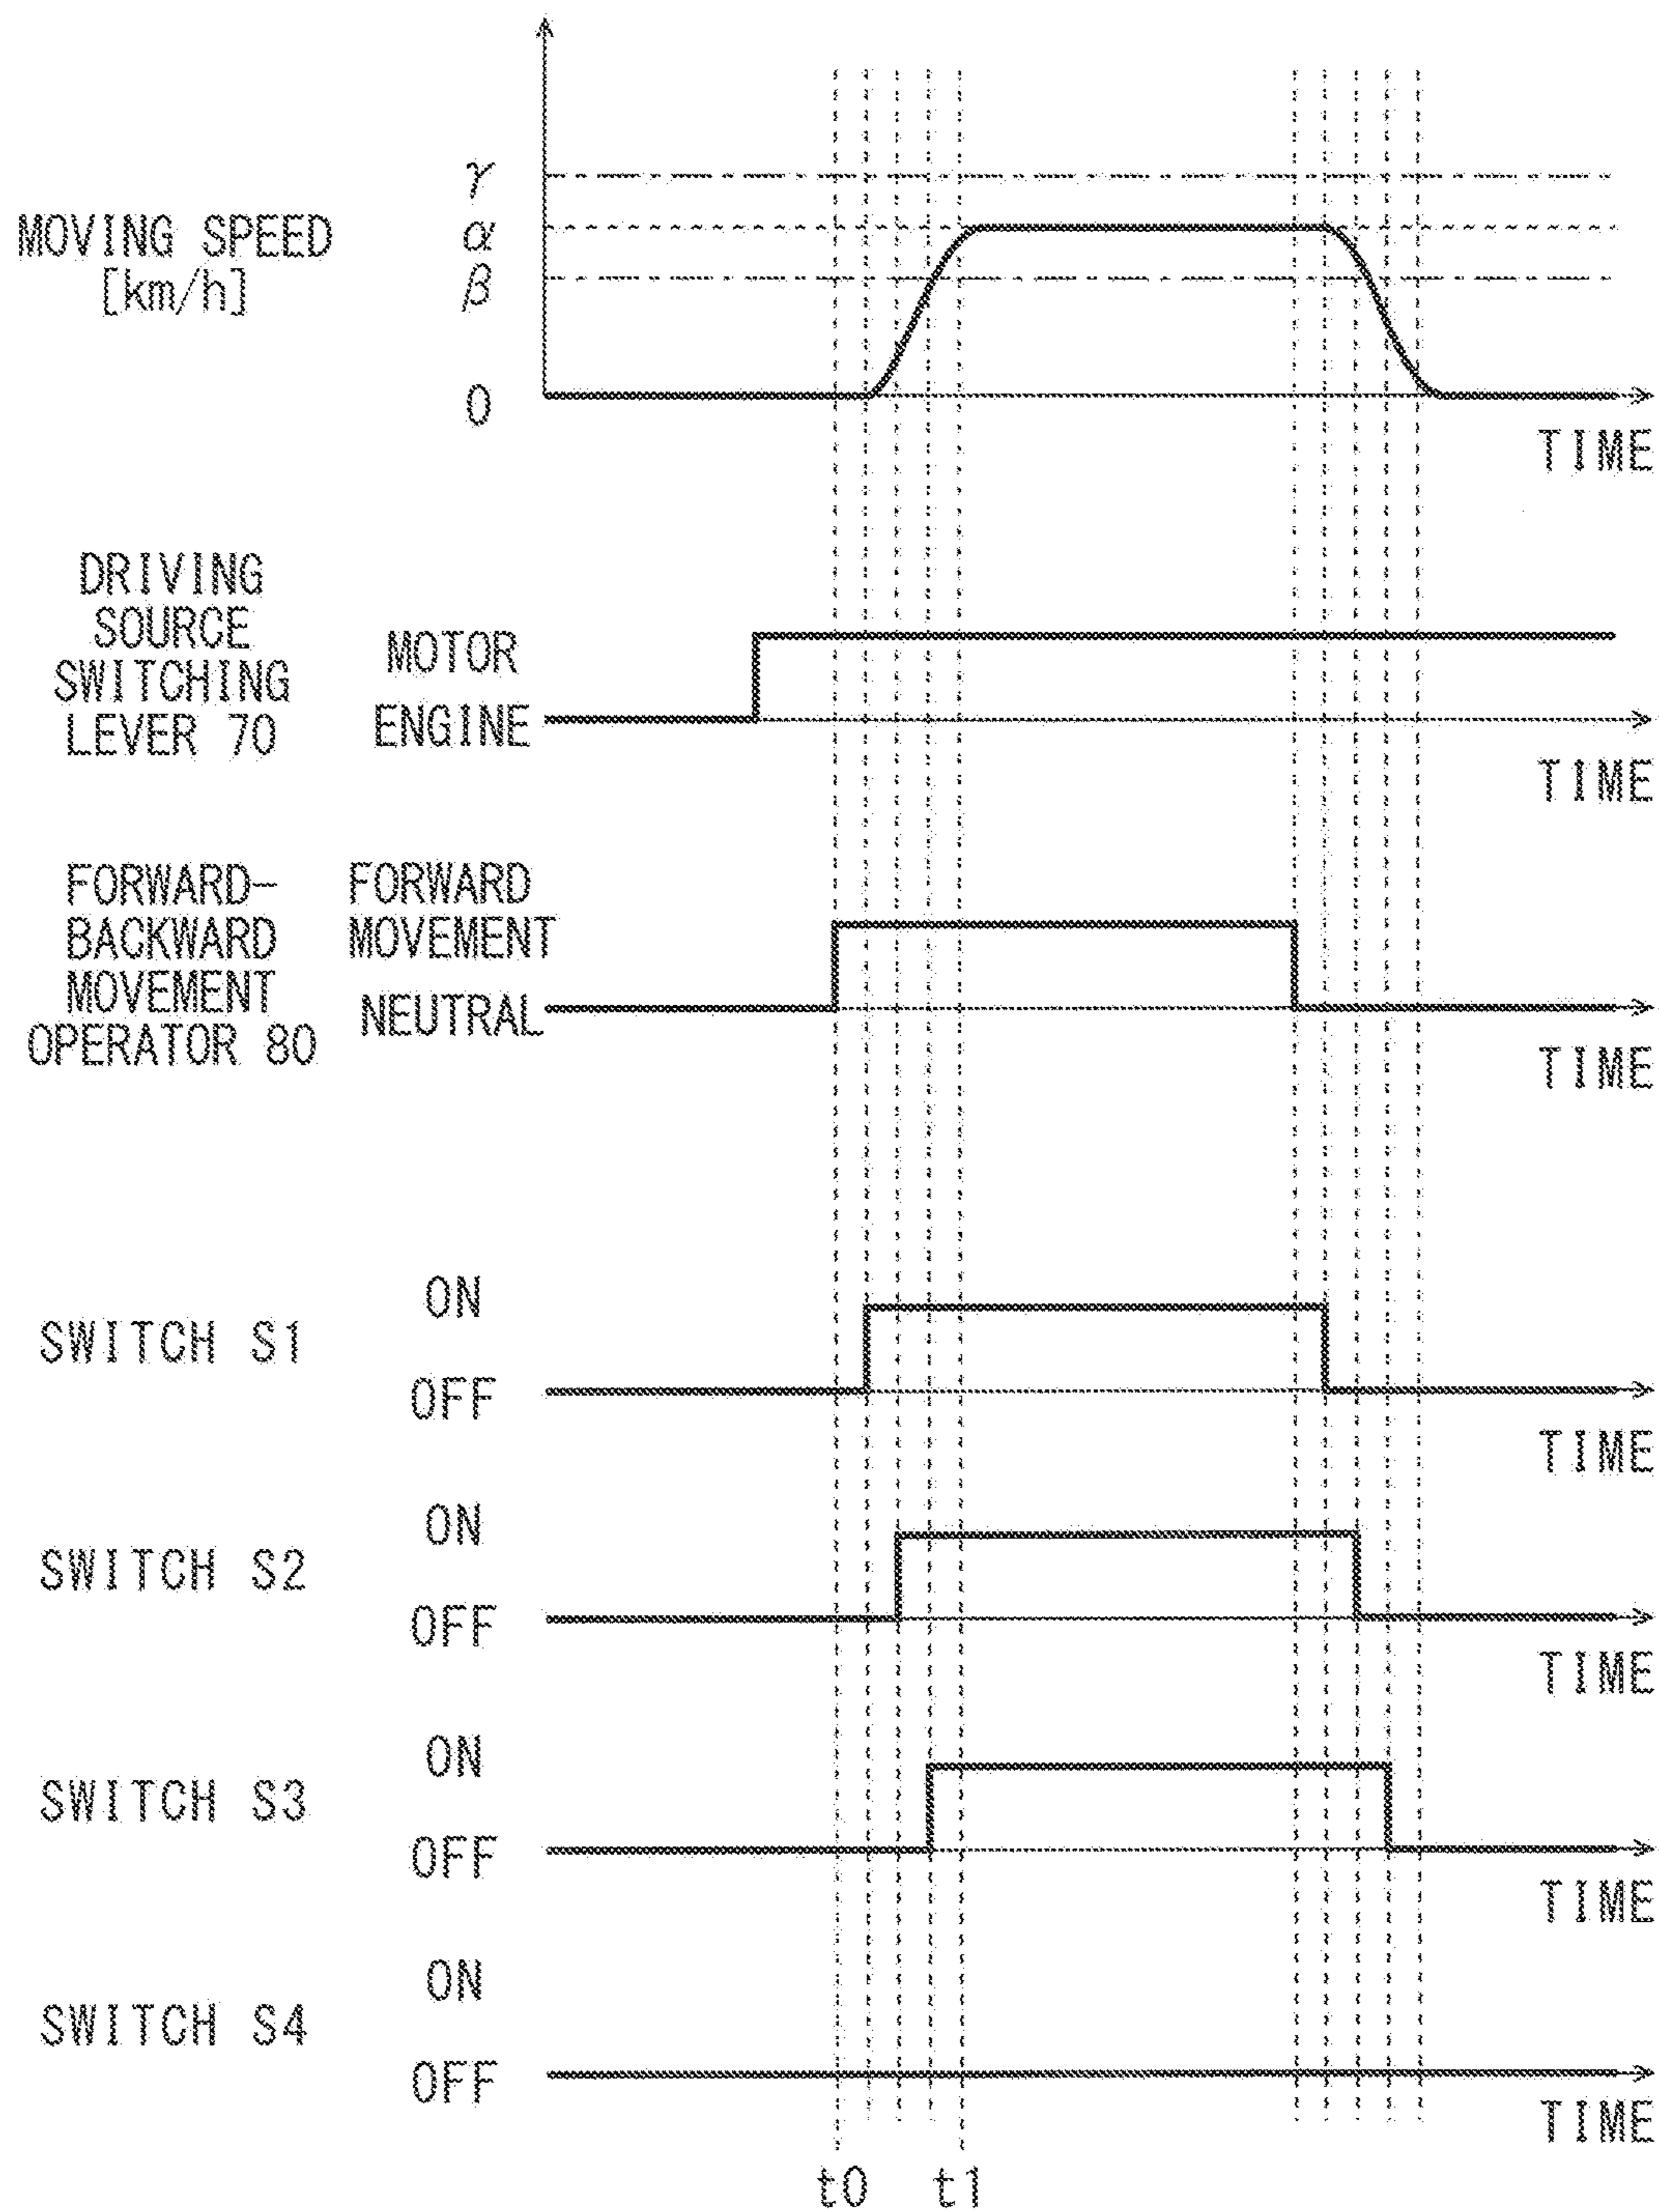 γ
MOVING SPEED
[km/h]
α
β
0
TIME
DRIVING
SOURCE
SWITCHING
LEVER 70
MOTOR
ENGINE
TIME
FORWARD-
BACKWARD
MOVEMENT
OPERATOR 80
FORWARD
MOVEMENT
NEUTRAL
TIME
SWITCH S1
ON
OFF
TIME
SWITCH S2
ON
OFF
TIME
SWITCH S3
ON
OFF
TIME
SWITCH S4
ON
OFF
TIME
t0 t1